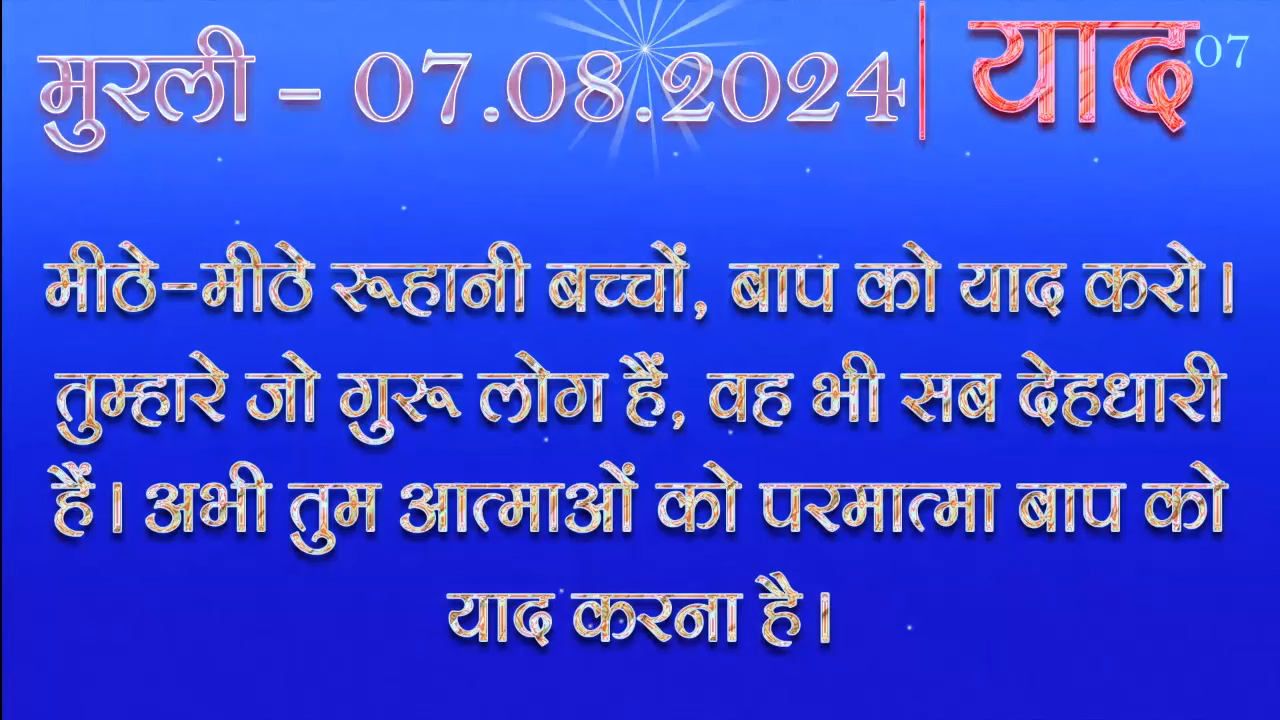 मुरली - 07.08.2024| याद 07
मीठे-मीठे रूहानी बच्चों, बाप को याद करो।
तुम्हारे जो गुरू लोग हैं, वह भी सब देहधारी
हैं। अभी तुम आत्माओं को परमात्मा बाप को
याद करना है।